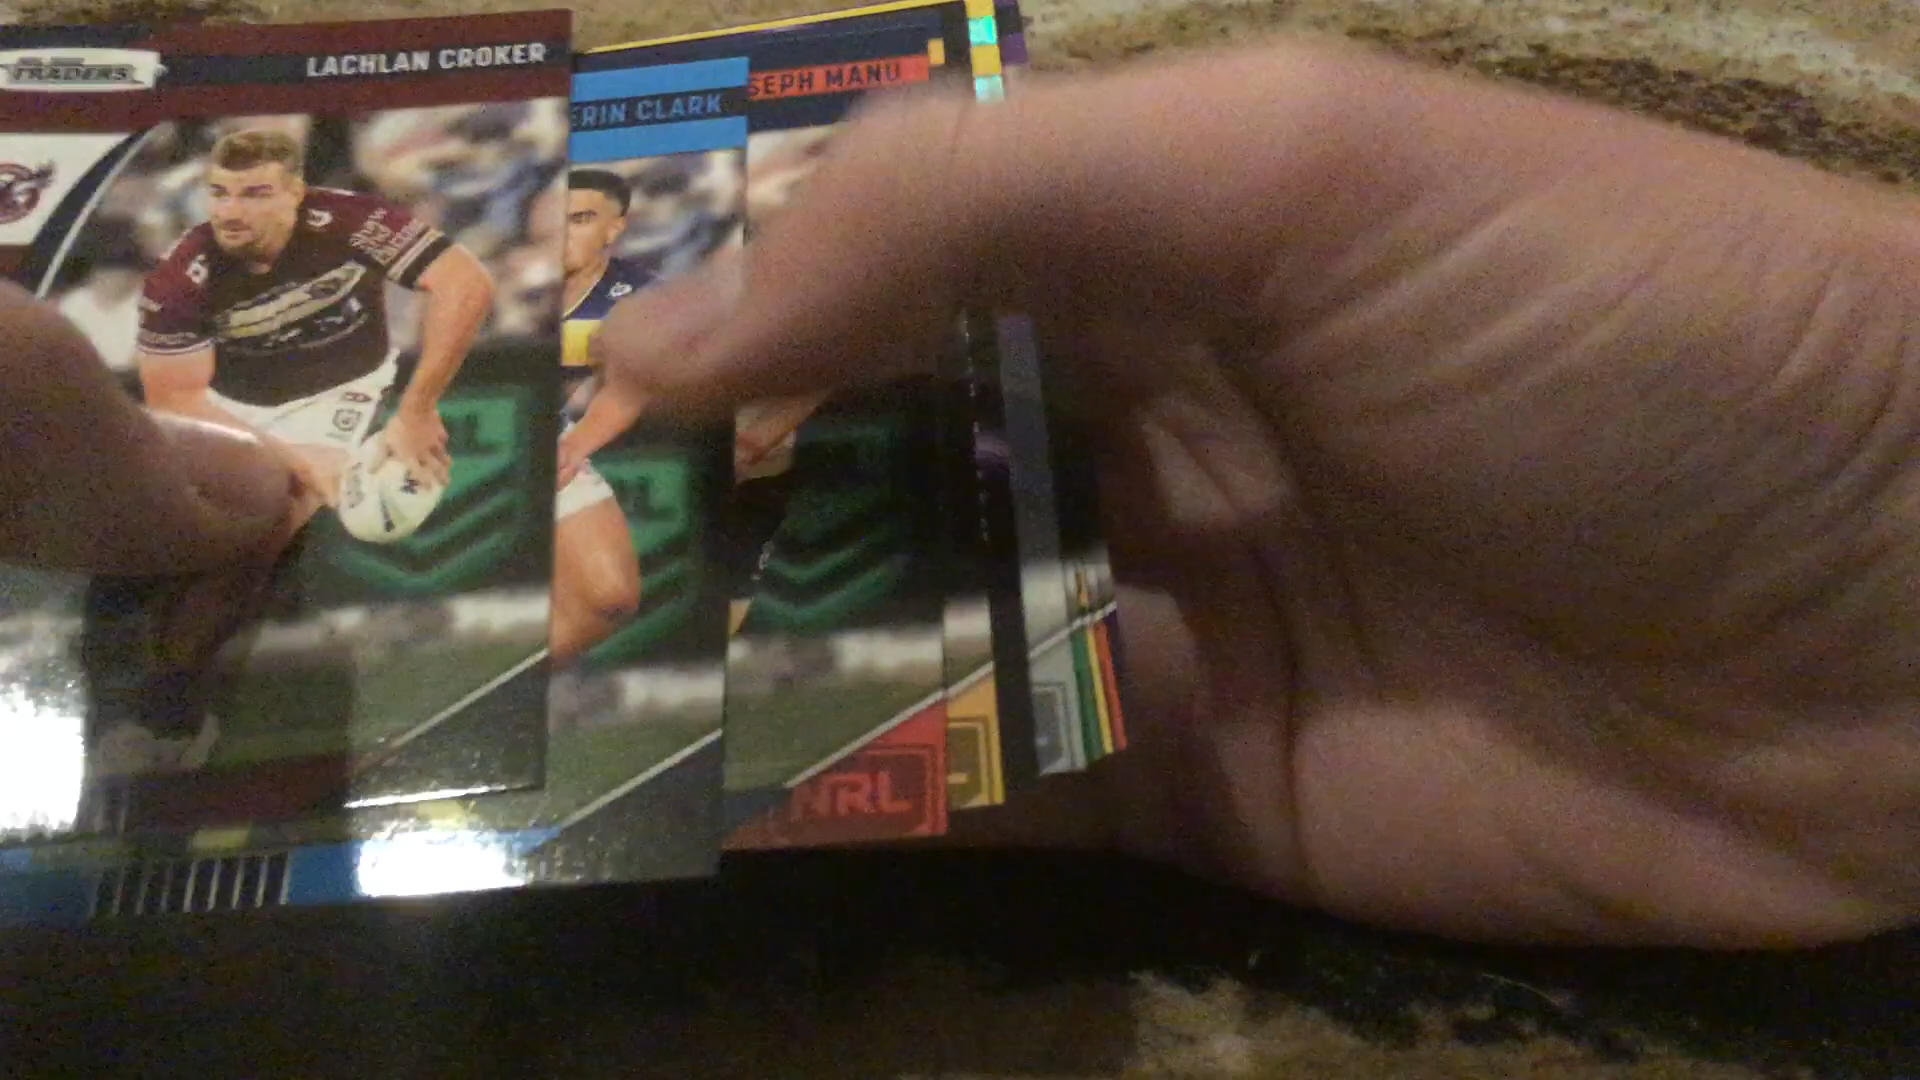 TRADERS
LACHLAN CROKER
ERIN CLARK
SEPH MANU
NRL